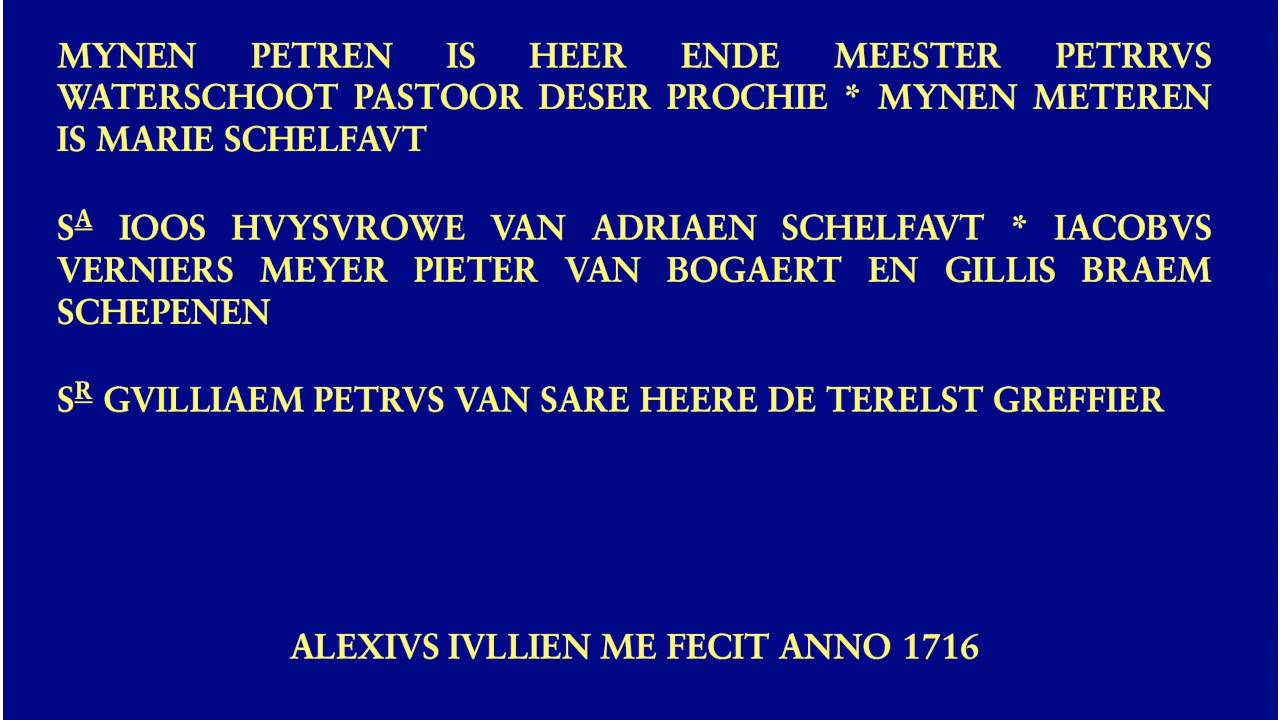 MYNEN PETREN IS HEER ENDE MEESTER PETRRVS
WATERSCHOOT PASTOOR DESER PROCHIE * MYNEN METEREN
IS MARIE SCHELFAVT
Sᴬ IOOS HVYSVROWE VAN ADRIAEN SCHELFAVT * IACOBVS
VERNIERS MEYER PIETER VAN BOGAERT EN GILLIS BRAEM
SCHEPENEN
Sᴿ GVILLIAEM PETRVS VAN SARE HEERE DE TERELST GREFFIER
ALEXIVS IVLLIEN ME FECIT ANNO 1716